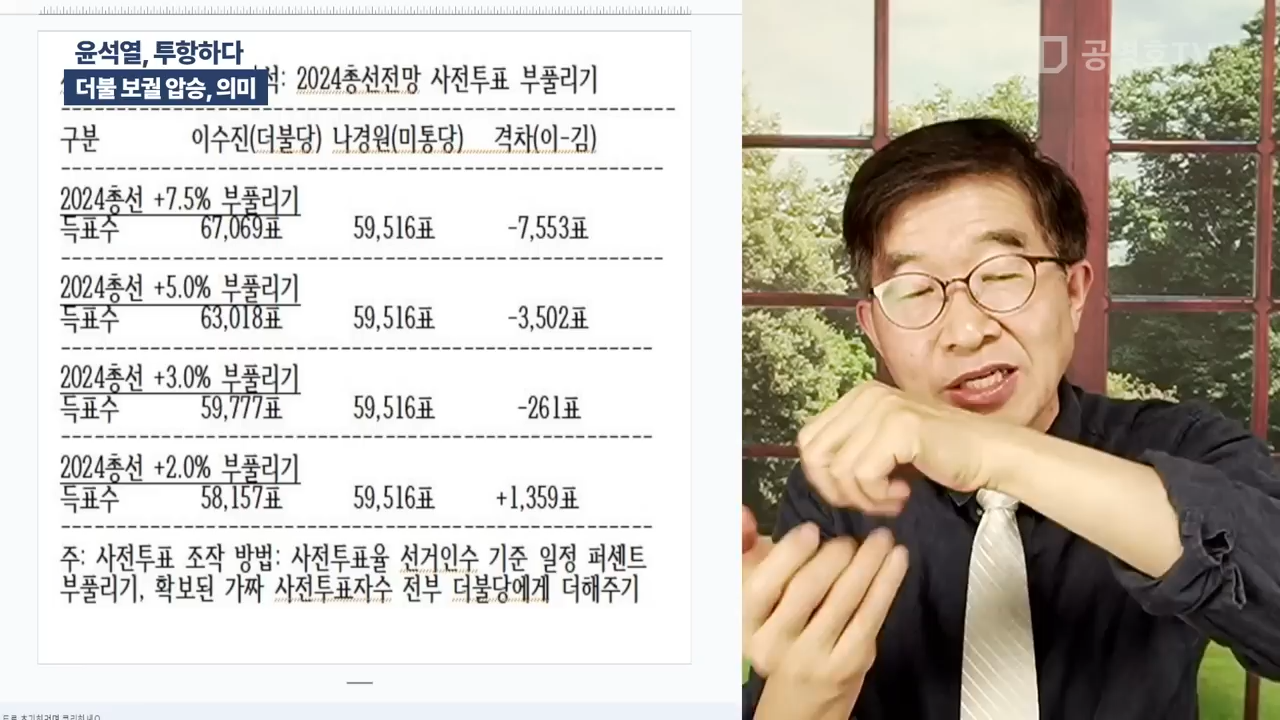 윤석열, 투항하다
더불 보궐 압승, 의미
석: 2024총선전망 사전투표 부풀리기
구분 이수진(더불당) 나경원(미통당) 격차(이-김)
2024총선 +7.5% 부풀리기
득표수 67,069표 59,516표 -7,553표
2024총선 +5.0% 부풀리기
득표수 63,018표 59,516표 -3,502표
2024총선 +3.0% 부풀리기
득표수 59,777표 59,516표 -261표
2024총선 +2.0% 부풀리기
득표수 58,157표 59,516표 +1,359표
주: 사전투표 조작 방법: 사전투표율 선거인수 기준 일정 퍼센트
부풀리기, 확보된 가짜 사전투표자수 전부 더불당에게 더해주기
공병호TV